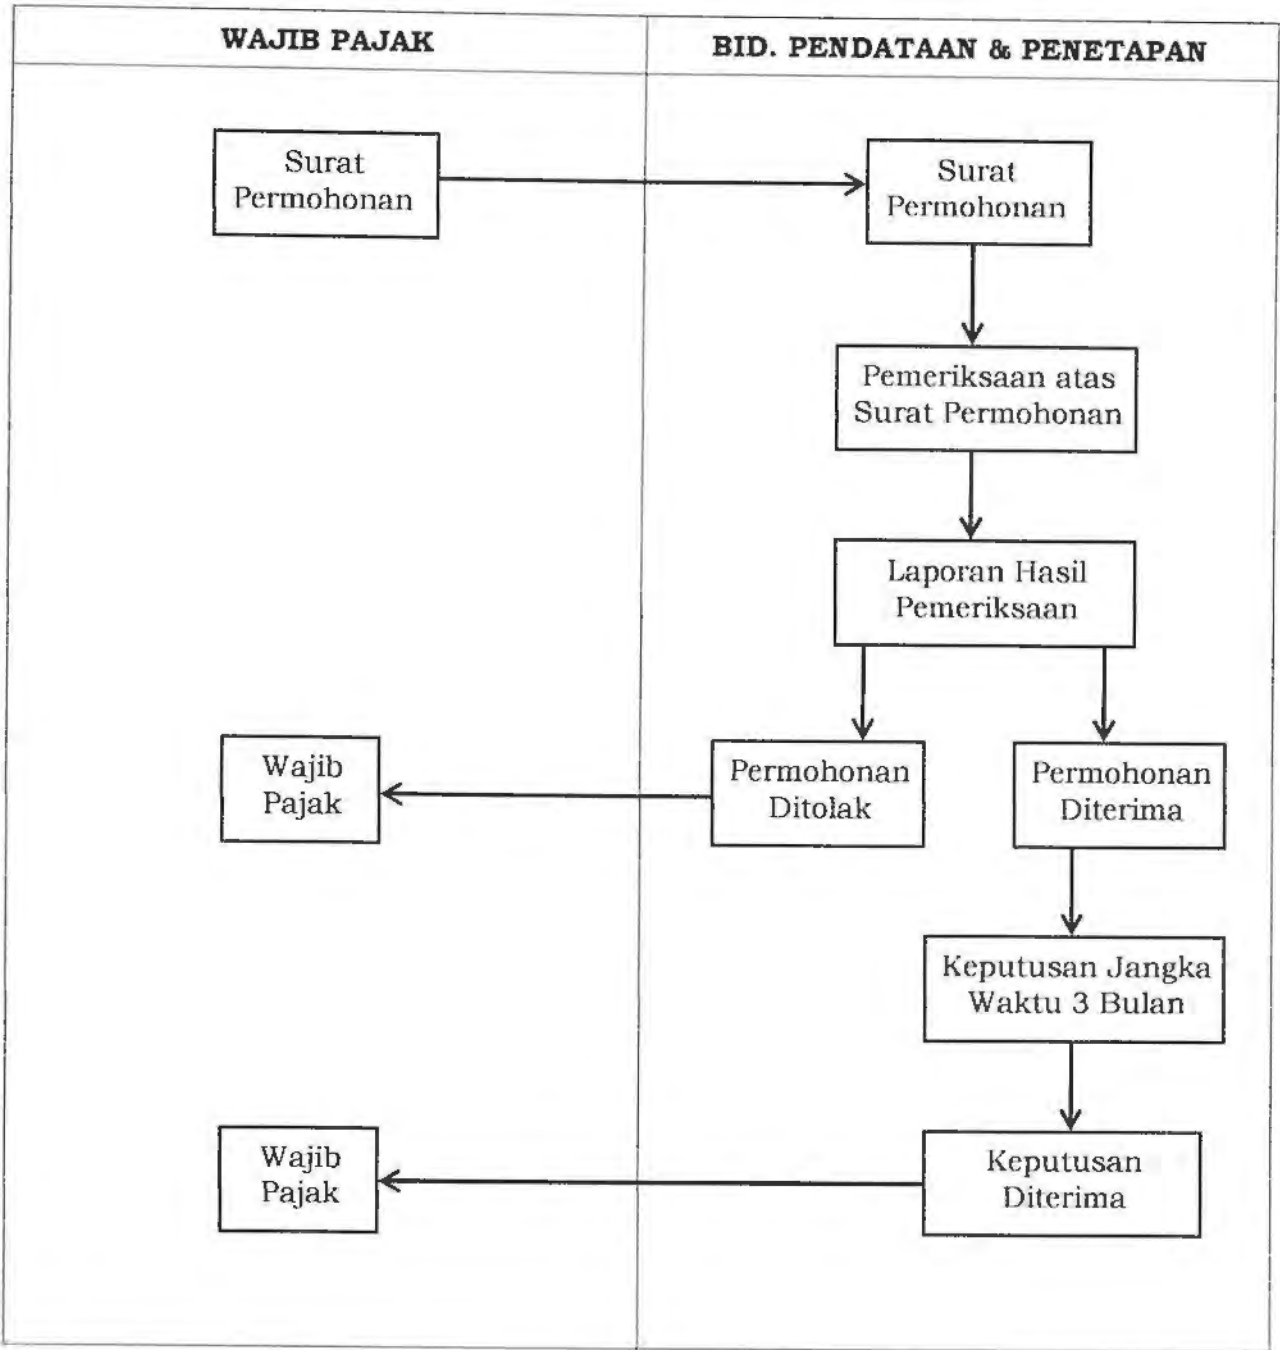 WAJIB PAJAK
BID. PENDATAAN & PENETAPAN
Surat
Permohonan
Surat
Permohonan
Pemeriksaan atas
Surat Permohonan
Laporan Hasil
Pemeriksaan
Wajib
Pajak
Permohonan
Ditolak
Permohonan
Diterima
Keputusan Jangka
Waktu 3 Bulan
Wajib
Pajak
Keputusan
Diterima